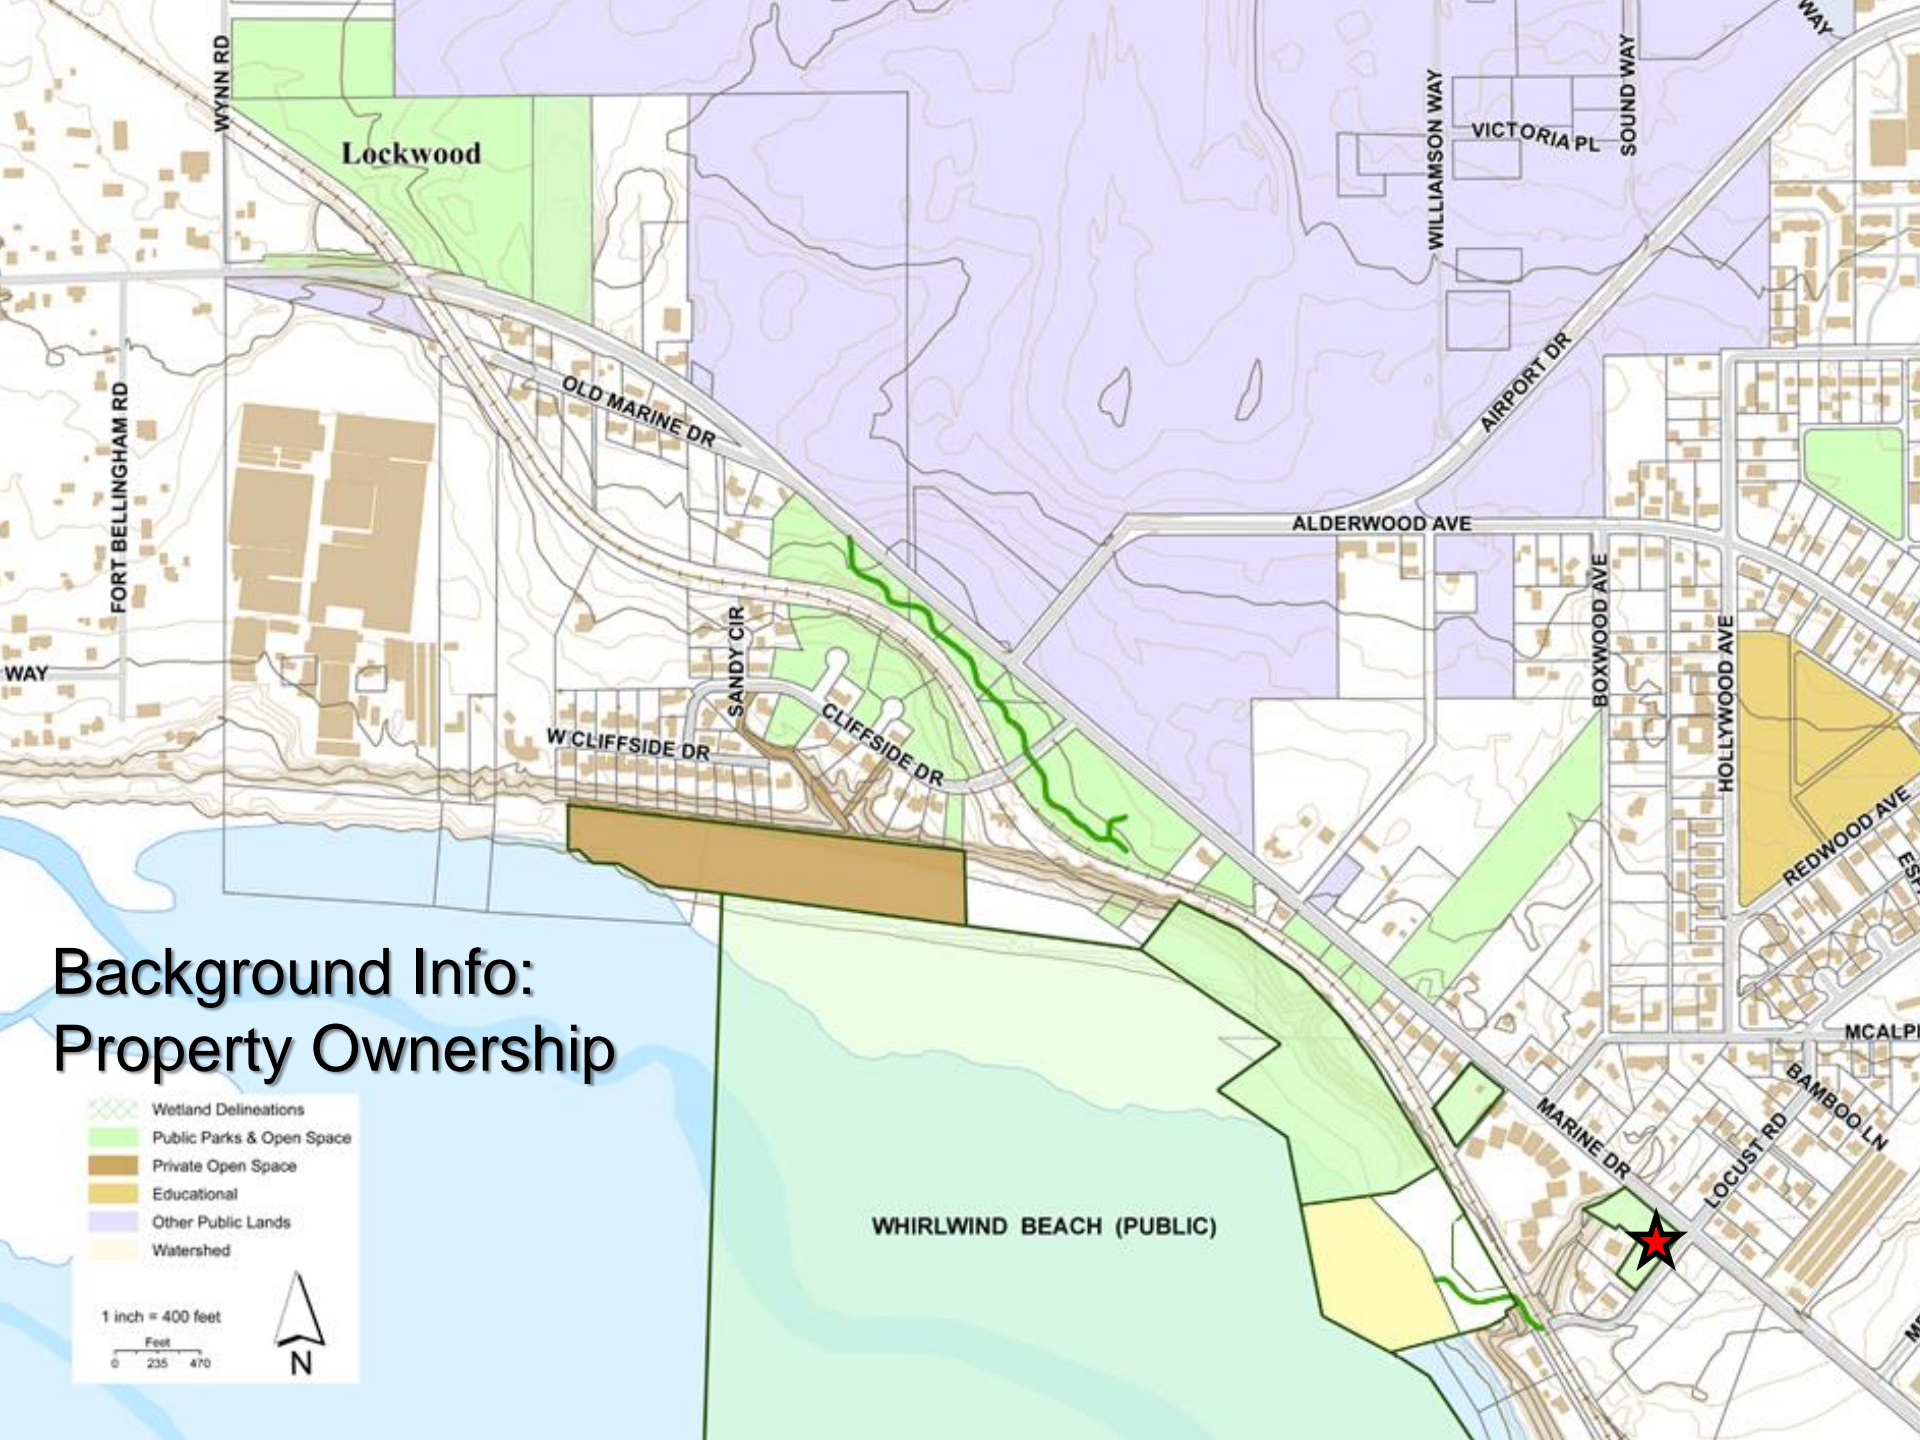 WAY
WYNN RD
SOUND WAY
WILLIAMSON WAY
VICTORIA PL
Lockwood
AIRPORT DR
OLD MARINE DR
FORT BELLINGHAM RD
ALDERWOOD AVE
BOXWOOD AVE
HOLLYWOOD AVE
SANDY CIR
WAY
W CLIFFSIDE DR
CLIFFSIDE DR
REDWOOD AVE
Background Info:
Property Ownership
MCALPI
BAMBOO LN
MARINE DR
LOCUST RD
WHIRLWIND BEACH (PUBLIC)
Wetland Delineations
Public Parks & Open Space
Private Open Space
Educational
Other Public Lands
Watershed
1 inch = 400 feet
Feet
0 235 470
N